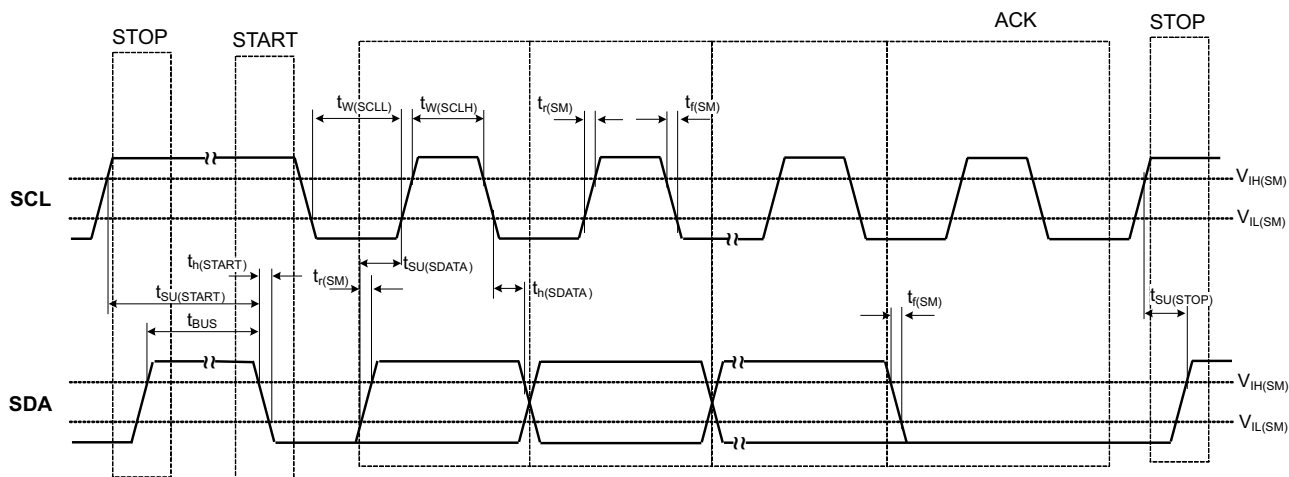 STOP START ACK STOP
tW(SCLL) tW(SCLH) tr(SM) tf(SM)
VIH(SM)
SCL
VIL(SM)
th(START) tr(SM) tSU(SDATA) th(SDATA)
tSU(START) tf(SM) tSU(STOP)
tBUS
VIH(SM)
SDA
VIL(SM)